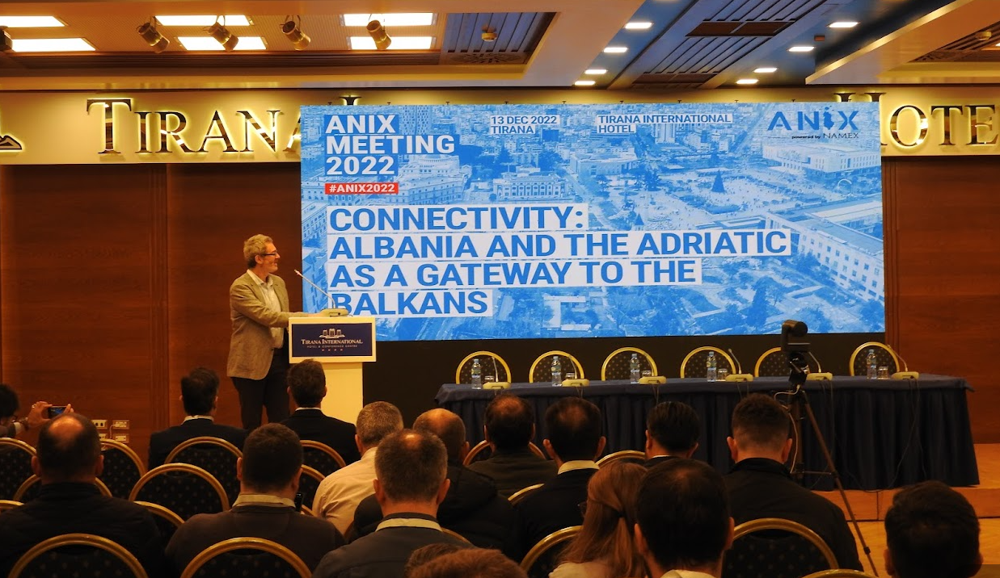 TIRANA
HOTE
ANIX
MEETING
2022
#ANIX2022
13 DEC 2022
TIRANA
TIRANA INTERNATIONAL
HOTEL
ANIX
powered by NAMEX
CONNECTIVITY:
ALBANIA AND THE ADRIATIC
AS A GATEWAY TO THE
BALKANS
TIRANA INTERNATIONAL
HOTEL & CONFERENCE CENTRE